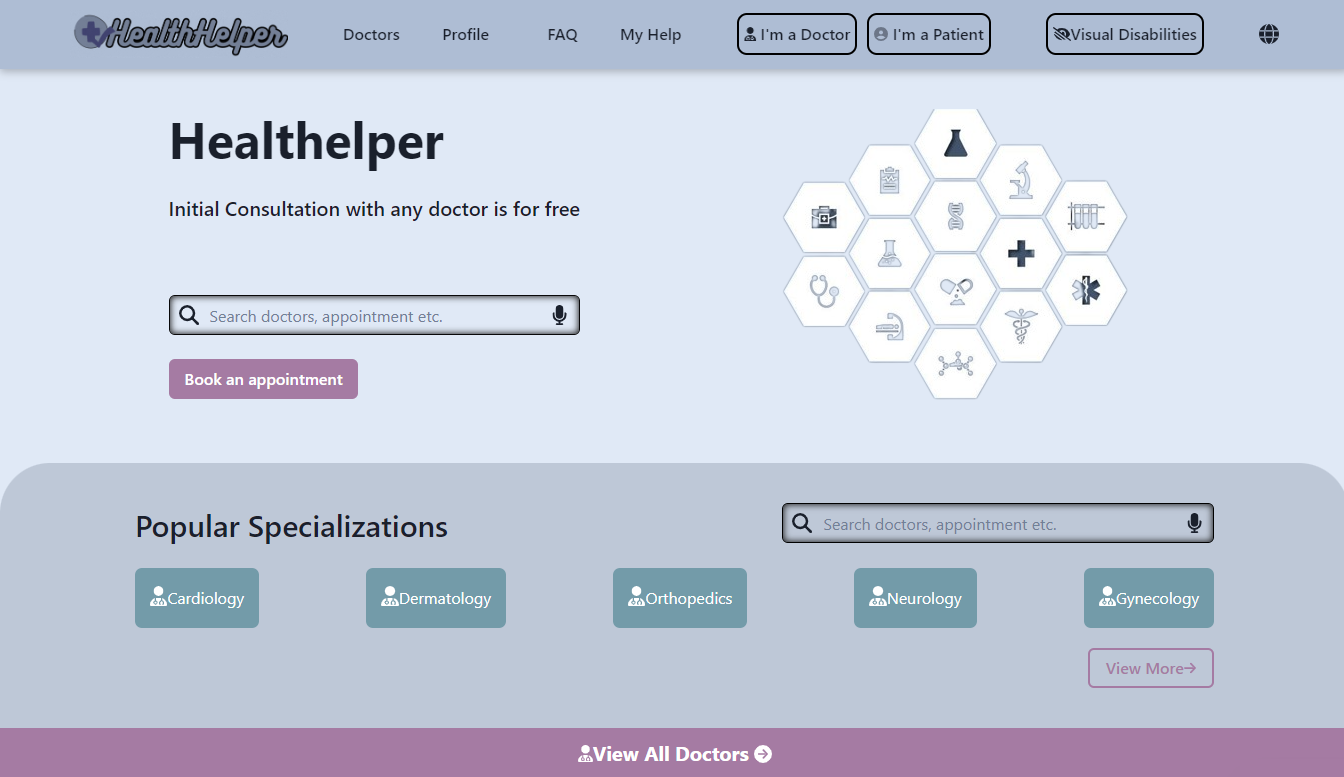 HealthHelper Doctors Profile FAQ My Help I'm a Doctor I'm a Patient Visual Disabilities
Healthelper
Initial Consultation with any doctor is for free
Search doctors, appointment etc.
Book an appointment
Popular Specializations
Search doctors, appointment etc.
Cardiology Dermatology Orthopedics Neurology Gynecology
View More
View All Doctors